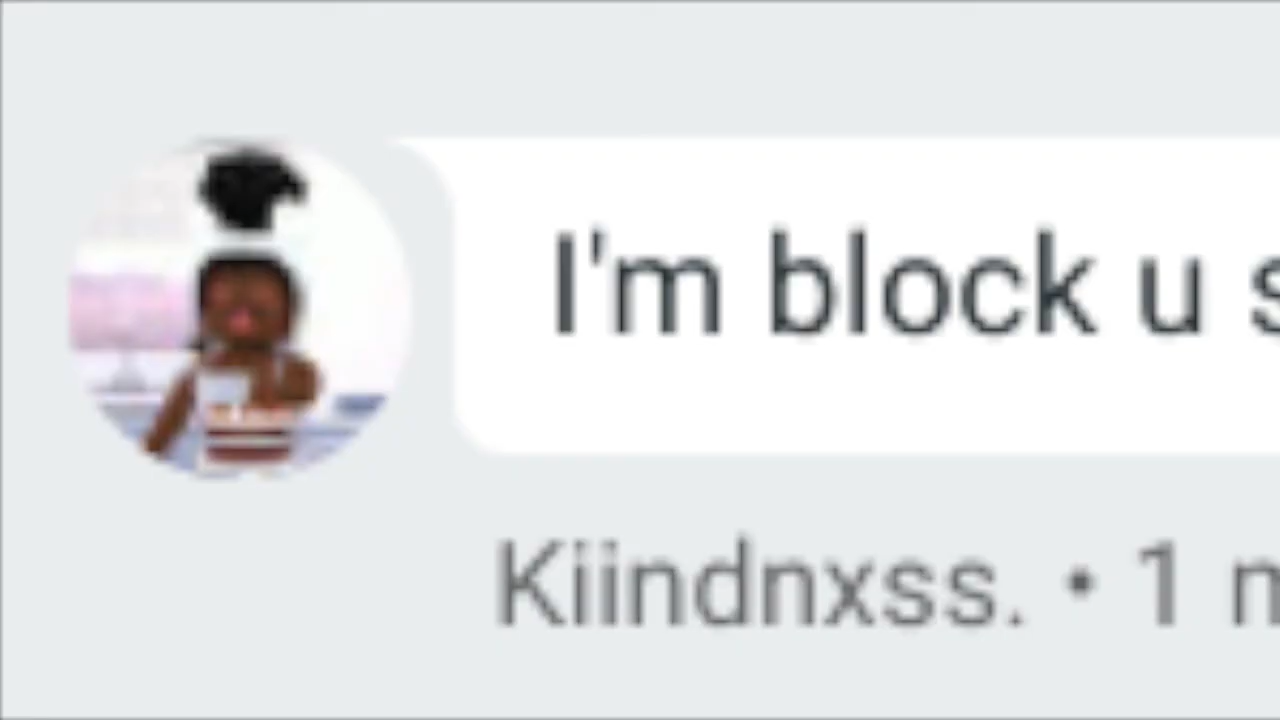 I'm block u
Kiindnxss. • 1